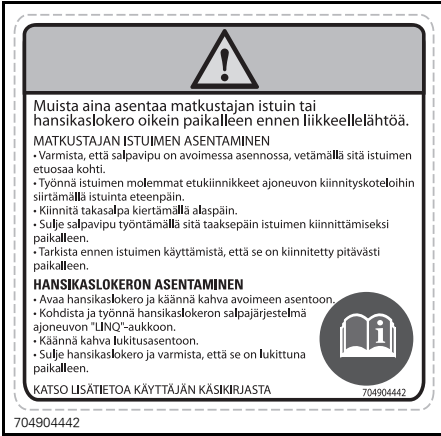 Muista aina asentaa matkustajan istuin tai
hansikaslokero oikein paikalleen ennen liikkeellelähtöä.
MATKUSTAJAN ISTUIMEN ASENTAMINEN
• Varmista, että salpavipu on avoimessa asennossa, vetämällä sitä istuimen
etuosaa kohti.
• Työnnä istuimen molemmat etukiinnikkeet ajoneuvon kiinnityskoteloihin
siirtämällä istuinta eteenpäin.
• Kiinnitä takasalpa kiertämällä alaspäin.
• Sulje salpavipu työntämällä sitä taaksepäin istuimen kiinnittämiseksi
paikalleen.
• Tarkista ennen istuimen käyttämistä, että se on kiinnitetty pitävästi
paikalleen.
HANSIKASLOKERON ASENTAMINEN
• Avaa hansikaslokero ja käännä kahva avoimeen asentoon.
• Kohdista ja työnnä hansikaslokeron salpajärjestelmä
ajoneuvon "LINQ"-aukkoon.
• Käännä kahva lukitusasentoon.
• Sulje hansikaslokero ja varmista, että se on lukittuna
paikalleen.
KATSO LISÄTIETOA KÄYTTÄJÄN KÄSIKIRJASTA
704904442
704904442